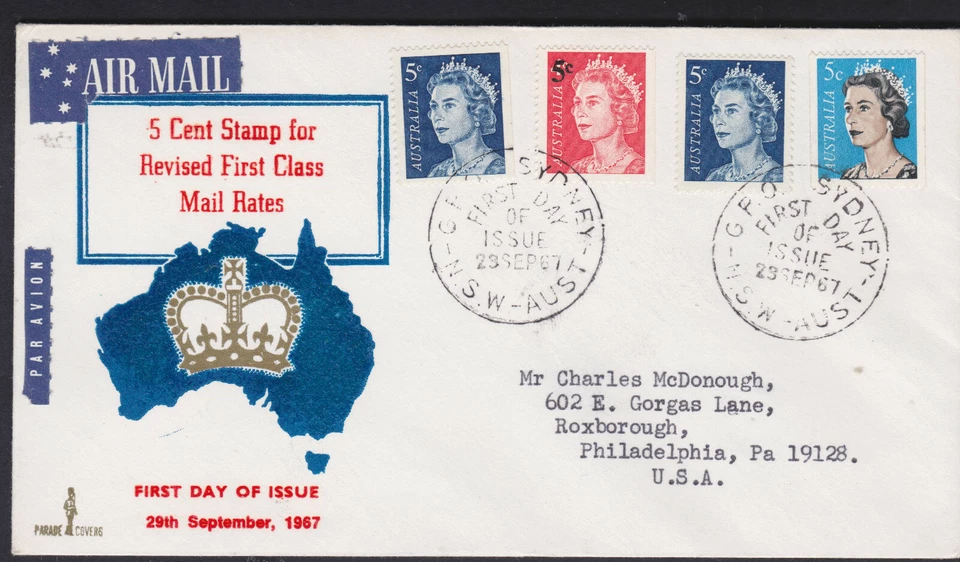 AIR MAIL
5 Cent Stamp for
Revised First Class
Mail Rates
PAR AVION
FIRST DAY OF ISSUE
29th September, 1967
PARADE COVERS
5c
AUSTRALIA
5c
AUSTRALIA
5c
AUSTRALIA
5c
AUSTRALIA
SYDNEY
N.S.W-AUST
FIRST DAY
OF
ISSUE
29SEP67
G.P.O. SYDNEY
N.S.W-AUST
FIRST DAY
OF
ISSUE
29SEP67
Mr Charles McDonough,
602 E. Gorgas Lane,
Roxborough,
Philadelphia, Pa 19128.
U.S.A.